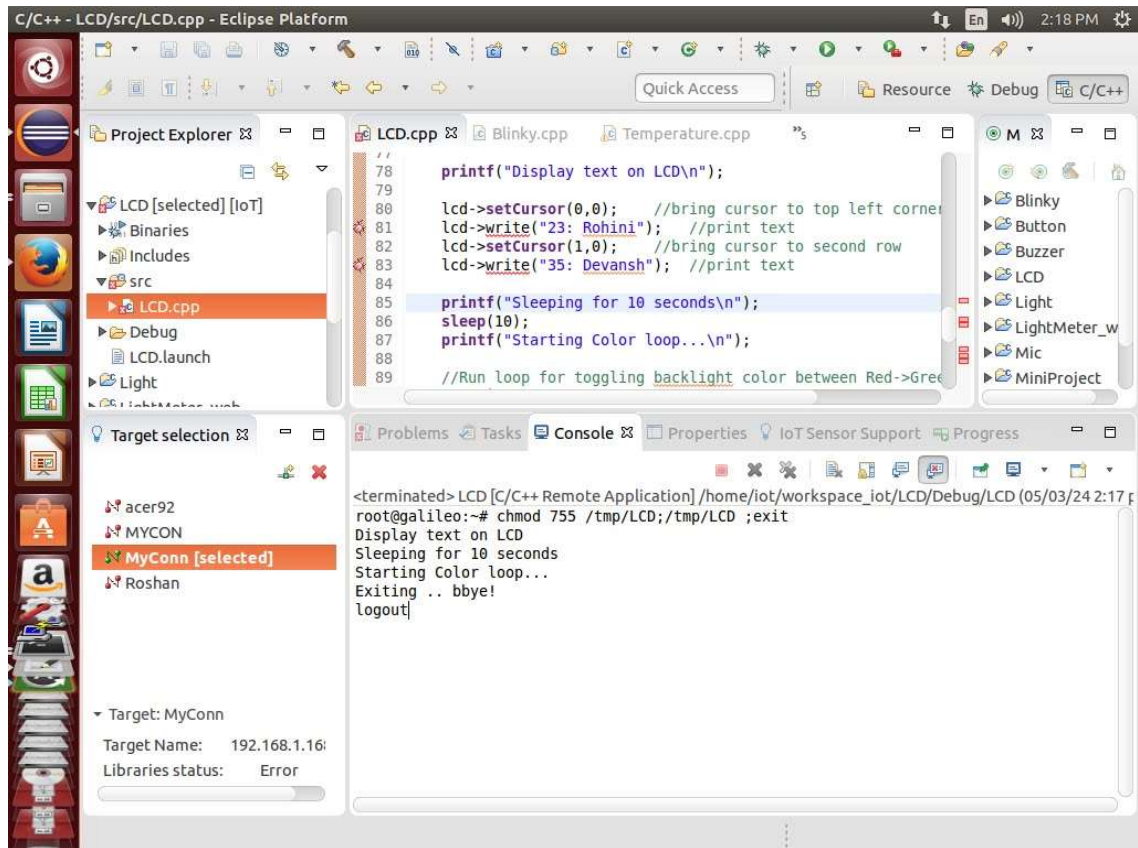 C/C++ - LCD/src/LCD.cpp - Eclipse Platform En 2:18 PM
010
Quick Access Resource Debug C/C++
Project Explorer
LCD [selected] [IoT]
Binaries
Includes
src
LCD.cpp
Debug
LCD.launch
Light
LightMeter_web
LCD.cpp Blinky.cpp Temperature.cpp "5
77
78 printf("Display text on LCD\n");
79
80 lcd->setCursor(0,0); //bring cursor to top left corner
81 lcd->write("23: Rohini"); //print text
82 lcd->setCursor(1,0); //bring cursor to second row
83 lcd->write("35: Devansh"); //print text
84
85 printf("Sleeping for 10 seconds\n");
86 sleep(10);
87 printf("Starting Color loop...\n");
88
89 //Run loop for toggling backlight color between Red->Gree
M
Blinky
Button
Buzzer
LCD
Light
LightMeter_w
Mic
MiniProject
Target selection
acer92
MYCON
MyConn [selected]
Roshan
Target: MyConn
Target Name: 192.168.1.16
Libraries status: Error
Problems Tasks Console Properties IoT Sensor Support Progress
<terminated> LCD [C/C++ Remote Application] /home/iot/workspace_iot/LCD/Debug/LCD (05/03/24 2:17 p
root@galileo:~# chmod 755 /tmp/LCD;/tmp/LCD ;exit
Display text on LCD
Sleeping for 10 seconds
Starting Color loop...
Exiting .. bbye!
logout